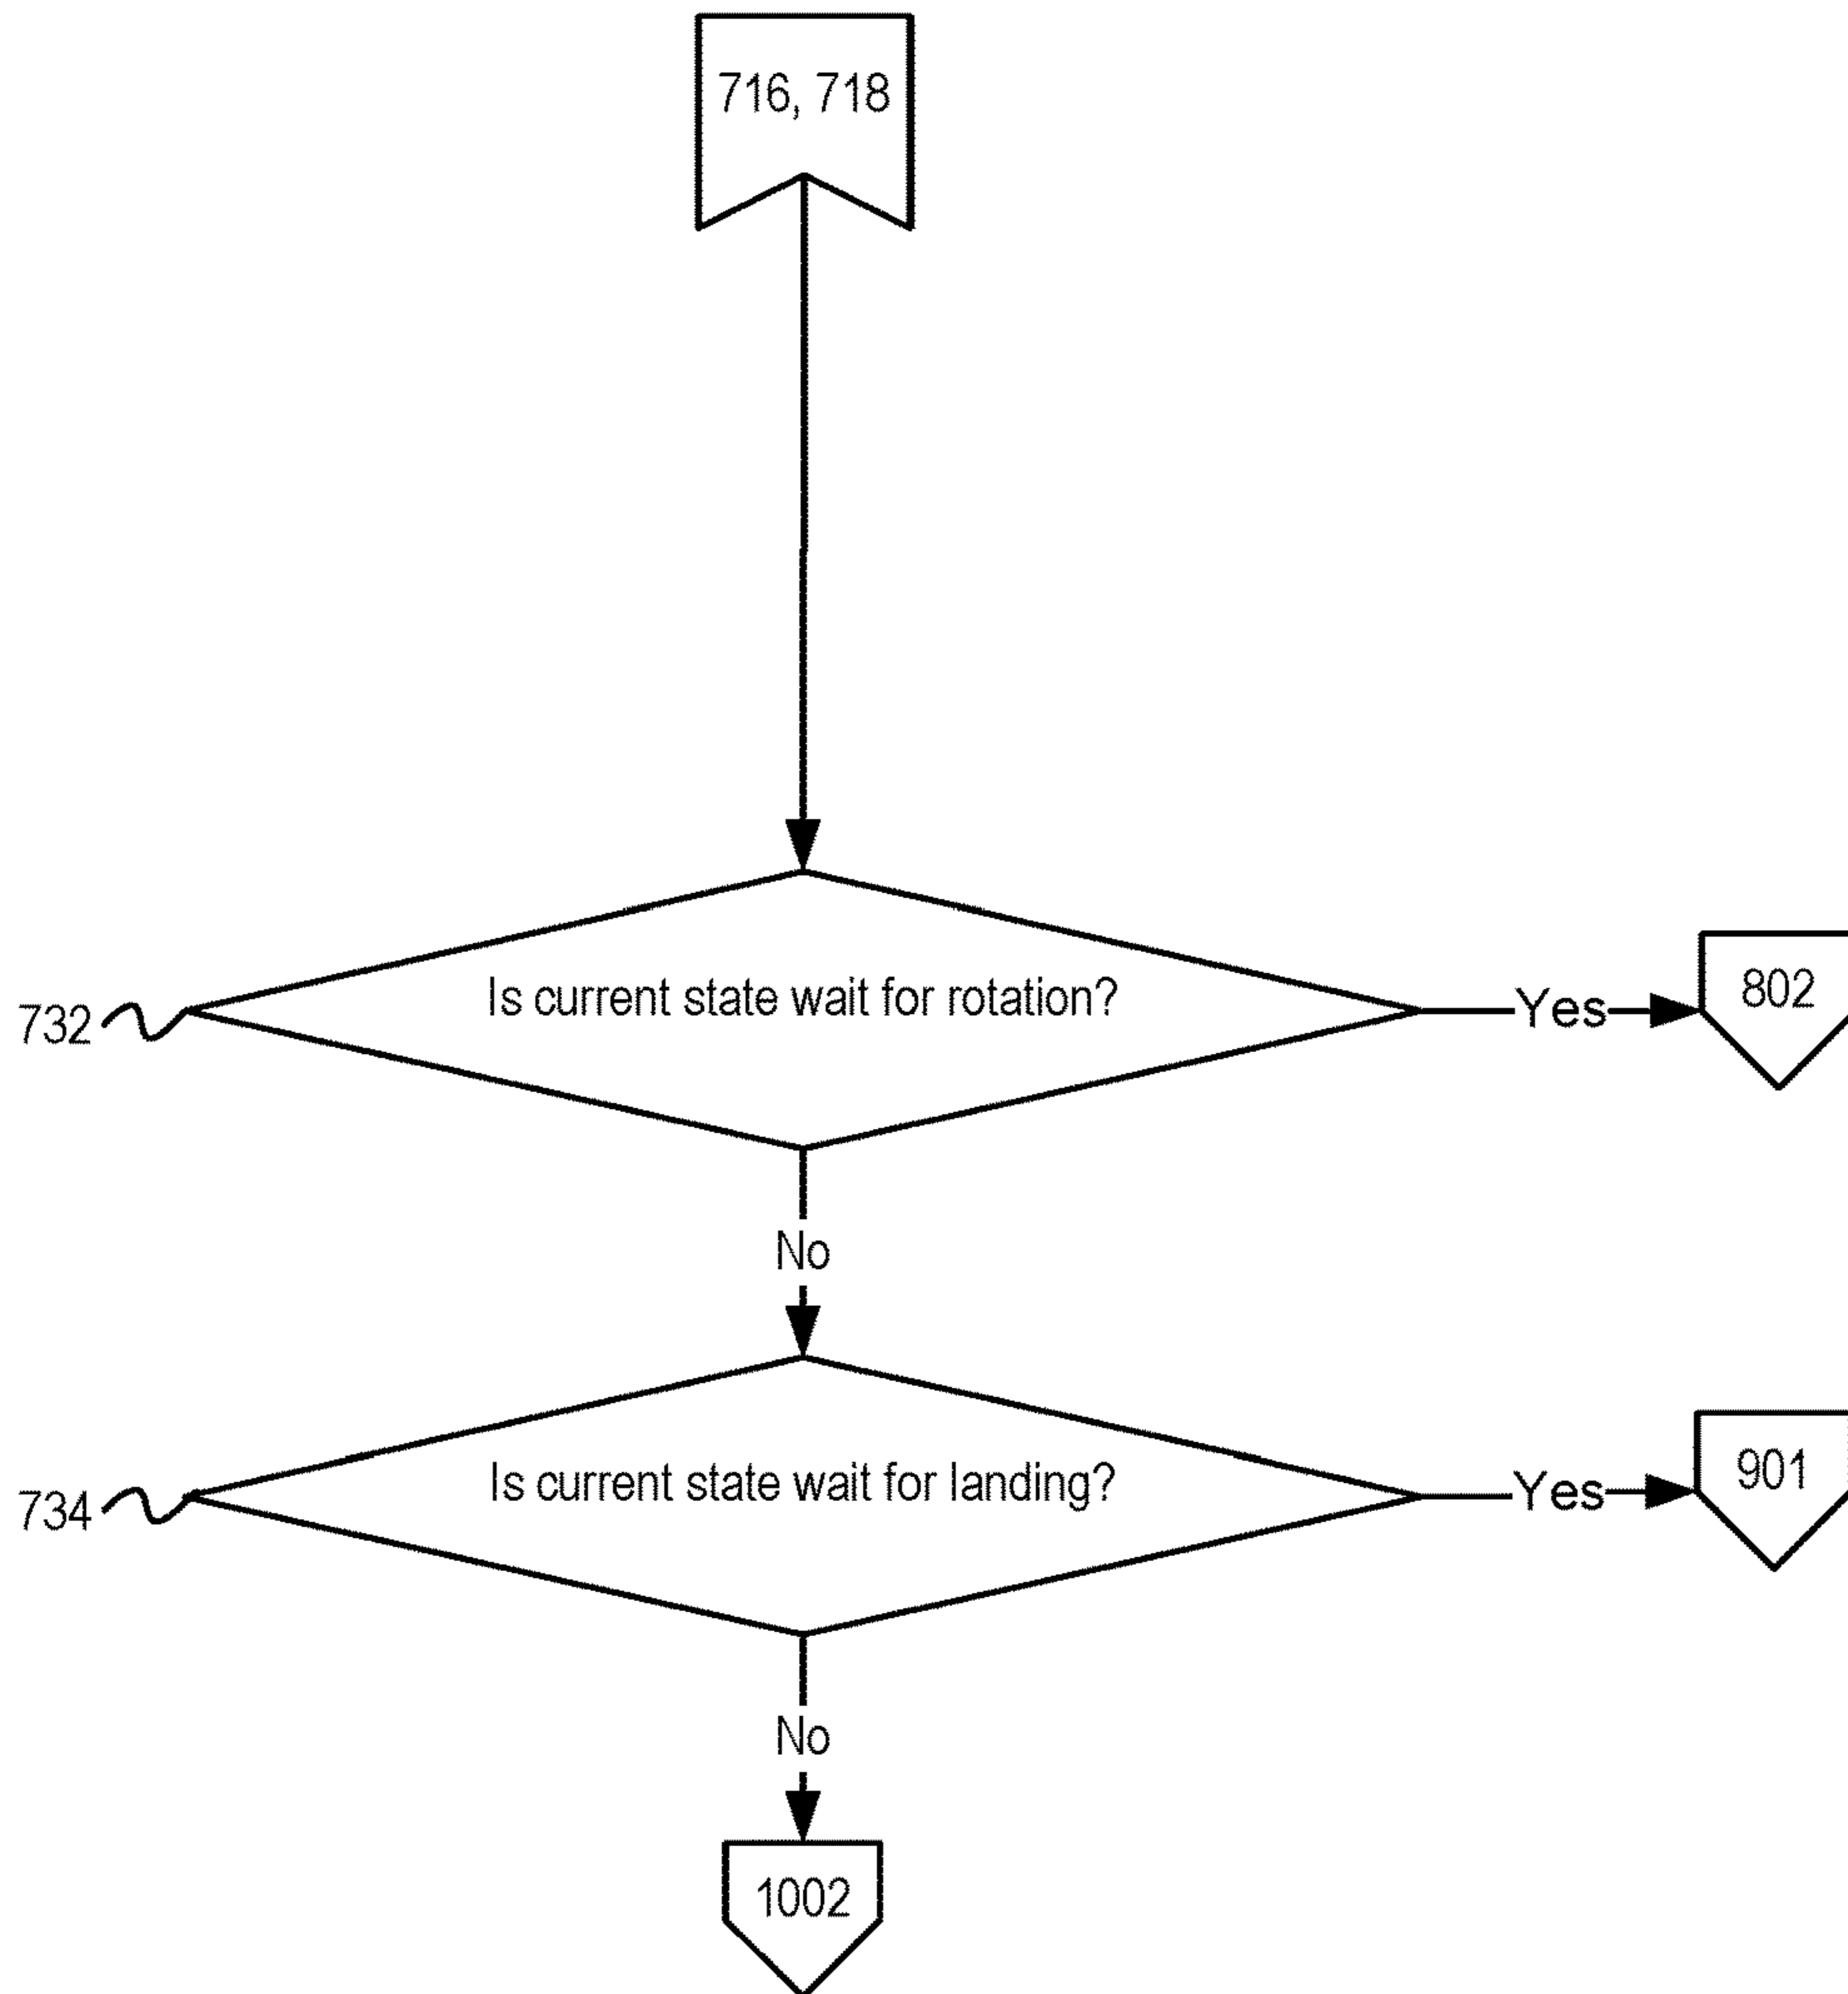 716, 718
732
Is current state wait for rotation?
Yes
802
No
734
Is current state wait for landing?
Yes
901
No
1002